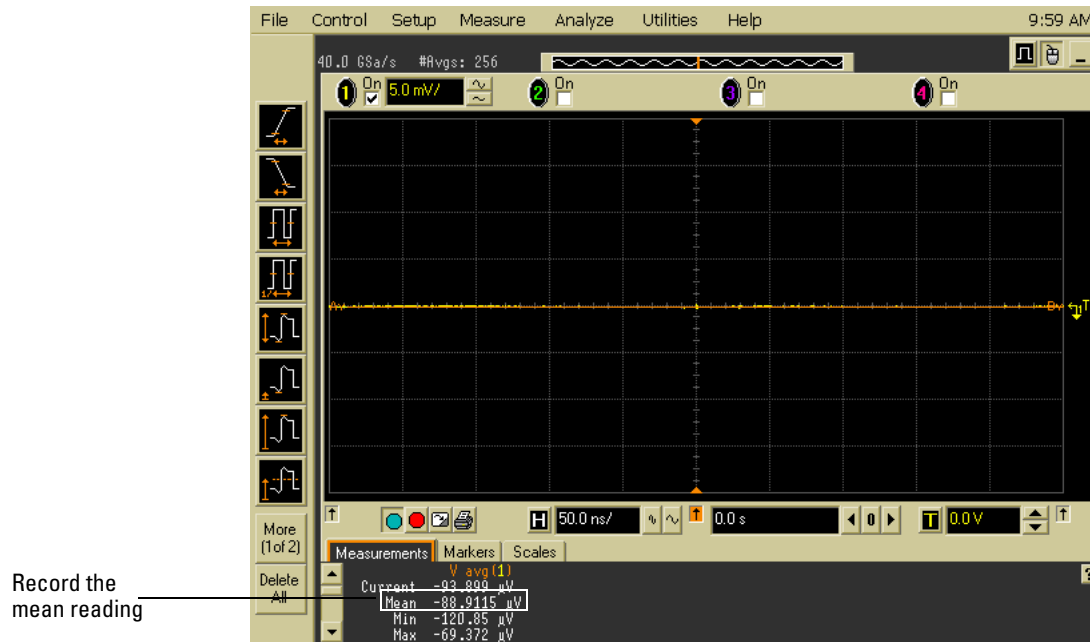 File Control Setup Measure Analyze Utilities Help 9:59 AM
40.0 GSa/s #Avgs: 256
1 On 5.0 mV/ 2 On 3 On 4 On
A B T
1/
More
(1of 2)
Delete
All
H 50.0 ns/ 0.0 s 0 T 0.0 V
Measurements Markers Scales
V avg(1)
Current -93.899 µV
Mean -88.9115 µV
Min -120.85 µV
Max -69.372 µV
?
Record the
mean reading